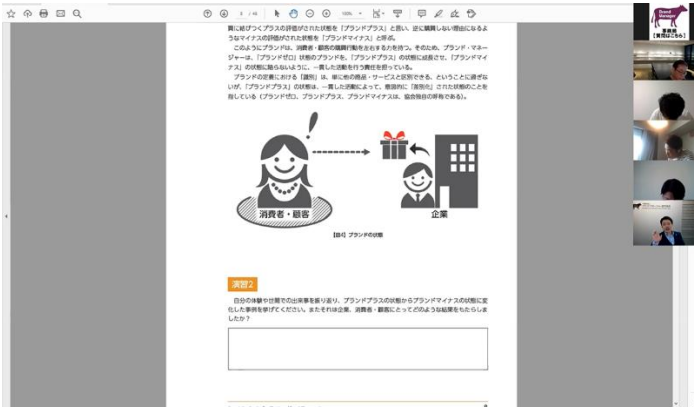 買に結びつくプラスの評価がされた状態を「ブランドプラス」と言い、逆に購買しない理由になるよ
うなマイナスの評価がされた状態を「ブランドマイナス」と呼ぶ。
このようにブランドは、消費者・顧客の購買行動を左右する力を持つ。そのため、ブランド・マネー
ジャーは、「ブランドゼロ」状態のブランドを、「ブランドプラス」の状態に成長させ、「ブランドマイ
ナス」の状態に陥らないように、一貫した活動を行う責任を担っている。
ブランドの定義における「識別」は、単に他の商品・サービスと区別できる、ということに過ぎな
いが、「ブランドプラス」の状態は、一貫した活動によって、意図的に「差別化」された状態のことを
指している（ブランドゼロ、ブランドプラス、ブランドマイナスは、協会独自の呼称である）。
消費者・顧客
企業
【図4】ブランドの状態
演習2
自分の体験や世間での出来事を振り返り、ブランドプラスの状態からブランドマイナスの状態に変
化した事例を挙げてください。またそれは企業、消費者・顧客にとってどのような結果をもたらしま
したか？
Brand
Manager
事務局
【質問はこちら】